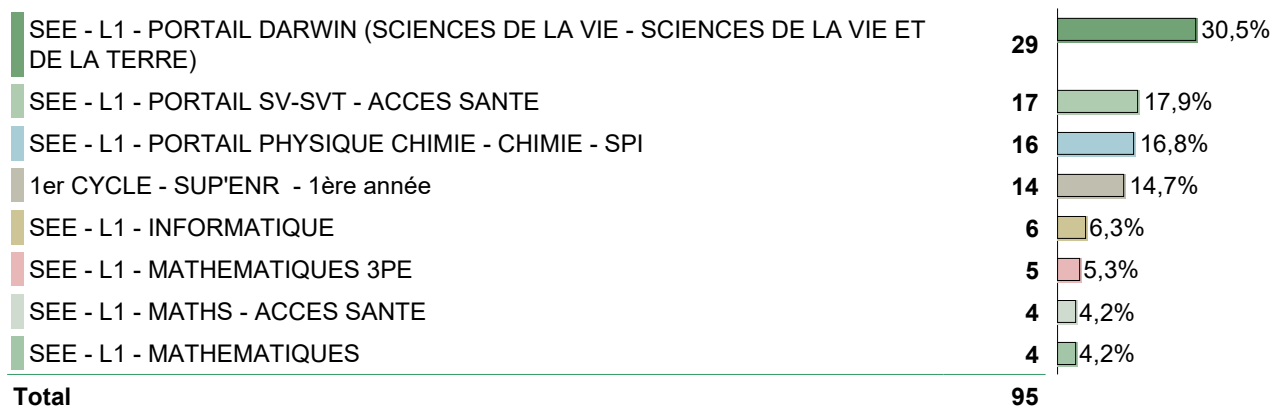 SEE - L1 - PORTAIL DARWIN (SCIENCES DE LA VIE - SCIENCES DE LA VIE ET
DE LA TERRE) 29 30,5%
SEE - L1 - PORTAIL SV-SVT - ACCES SANTE 17 17,9%
SEE - L1 - PORTAIL PHYSIQUE CHIMIE - CHIMIE - SPI 16 16,8%
1er CYCLE - SUP'ENR - 1ère année 14 14,7%
SEE - L1 - INFORMATIQUE 6 6,3%
SEE - L1 - MATHEMATIQUES 3PE 5 5,3%
SEE - L1 - MATHS - ACCES SANTE 4 4,2%
SEE - L1 - MATHEMATIQUES 4 4,2%
Total 95